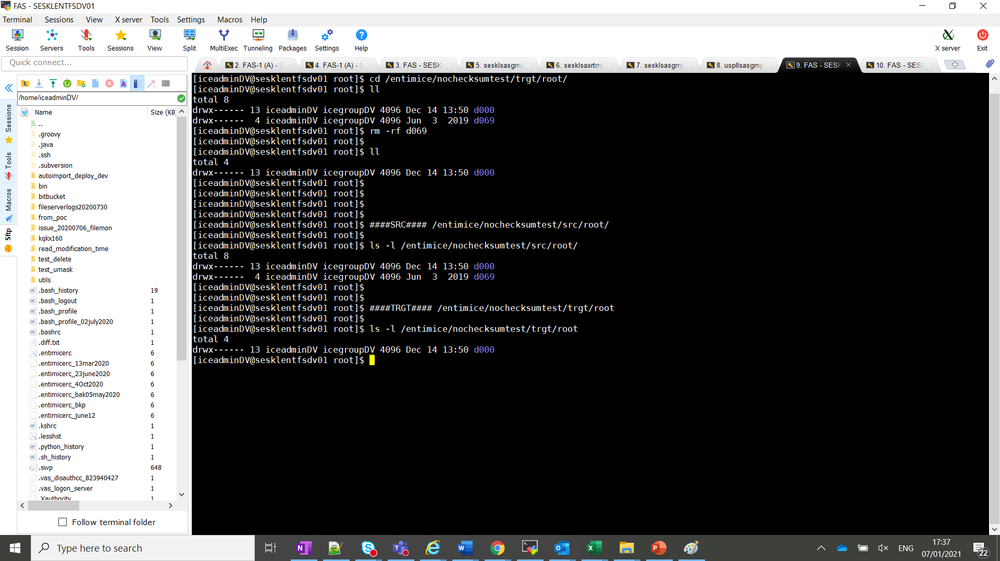 FAS - SESKLENTFSDV01
Terminal Sessions View X server Tools Settings Macros Help
Session Servers Tools Sessions View Split MultiExec Tunneling Packages Settings Help X server Exit
Quick connect...
2. FAS-1 (A) - 4. FAS-1 (A) - 3. FAS - SESK 5. sesklsasgmp 6. sesklsasrtmp 7. sesklsasgmp 8. uspllsasgmp 9. FAS - SESK 10. FAS - SES
/home/iceadminDV/
Name Size (KB)
..
.groovy
.java
.ssh
.subversion
autoimport_deploy_dev
bin
bitbucket
fileserverlogs20200730
from_poc
issue_20200706_filemon
kqkx160
read_modification_time
test_delete
test_umask
utils
.bash_history 19
.bash_logout 1
.bash_profile 1
.bash_profile_02july2020 1
.bashrc 1
.diff.txt 1
.entimicerc 6
.entimicerc_13mar2020 6
.entimicerc_23june2020 6
.entimicerc_4Oct2020 6
.entimicerc_bak05may2020 6
.entimicerc_bkp 6
.entimicerc_june12 6
.kshrc 1
.lesshst 1
.python_history 1
.sh_history 1
.swp 648
.vas_disauthcc_823940427 1
.vas_logon_server 1
.Xauthority 1
Follow terminal folder
Sessions
Tools
Macros
Sftp
[iceadminDV@sesklentfsdv01 root]$ cd /entimice/nochecksumtest/trgt/root/
[iceadminDV@sesklentfsdv01 root]$ ll
total 8
drwx------ 13 iceadminDV icegroupDV 4096 Dec 14 13:50 d000
drwx------  4 iceadminDV icegroupDV 4096 Jun  3  2019 d069
[iceadminDV@sesklentfsdv01 root]$ rm -rf d069
[iceadminDV@sesklentfsdv01 root]$
[iceadminDV@sesklentfsdv01 root]$ ll
total 4
drwx------ 13 iceadminDV icegroupDV 4096 Dec 14 13:50 d000
[iceadminDV@sesklentfsdv01 root]$
[iceadminDV@sesklentfsdv01 root]$
[iceadminDV@sesklentfsdv01 root]$
[iceadminDV@sesklentfsdv01 root]$
[iceadminDV@sesklentfsdv01 root]$ ####SRC#### /entimice/nochecksumtest/src/root/
[iceadminDV@sesklentfsdv01 root]$
[iceadminDV@sesklentfsdv01 root]$ ls -l /entimice/nochecksumtest/src/root/
total 8
drwx------ 13 iceadminDV icegroupDV 4096 Dec 14 13:50 d000
drwx------  4 iceadminDV icegroupDV 4096 Jun  3  2019 d069
[iceadminDV@sesklentfsdv01 root]$
[iceadminDV@sesklentfsdv01 root]$
[iceadminDV@sesklentfsdv01 root]$ ####TRGT#### /entimice/nochecksumtest/trgt/root
[iceadminDV@sesklentfsdv01 root]$
[iceadminDV@sesklentfsdv01 root]$ ls -l /entimice/nochecksumtest/trgt/root
total 4
drwx------ 13 iceadminDV icegroupDV 4096 Dec 14 13:50 d000
[iceadminDV@sesklentfsdv01 root]$
Type here to search
ENG
17:37
07/01/2021
22